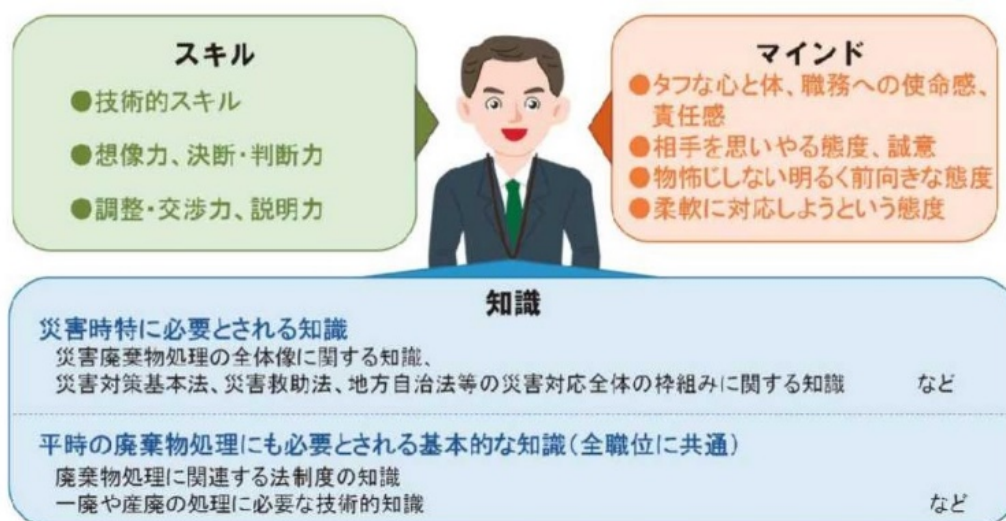 スキル
●技術的スキル
●想像力、決断・判断力
●調整・交渉力、説明力
マインド
●タフな心と体、職務への使命感、
責任感
●相手を思いやる態度、誠意
●物怖じしない明るく前向きな態度
●柔軟に対応しようという態度
知識
災害時特に必要とされる知識
災害廃棄物処理の全体像に関する知識、
災害対策基本法、災害救助法、地方自治法等の災害対応全体の枠組みに関する知識 など
平時の廃棄物処理にも必要とされる基本的な知識(全職位に共通)
廃棄物処理に関連する法制度の知識
一廃や産廃の処理に必要な技術的知識 など